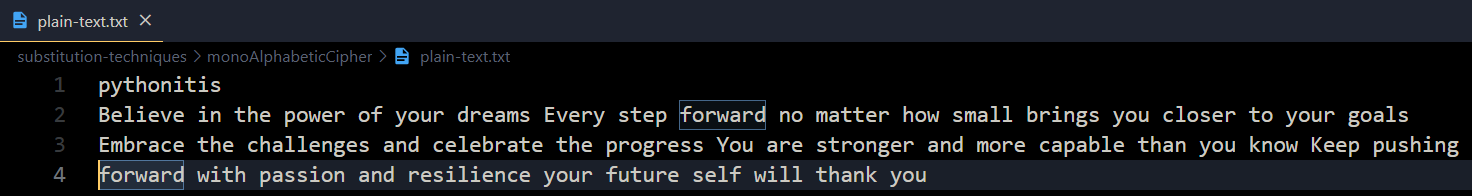 plain-text.txt ×
substitution-techniques > monoAlphabeticCipher > plain-text.txt
1 pythonitis
2 Believe in the power of your dreams Every step forward no matter how small brings you closer to your goals
3 Embrace the challenges and celebrate the progress You are stronger and more capable than you know Keep pushing
4 forward with passion and resilience your future self will thank you